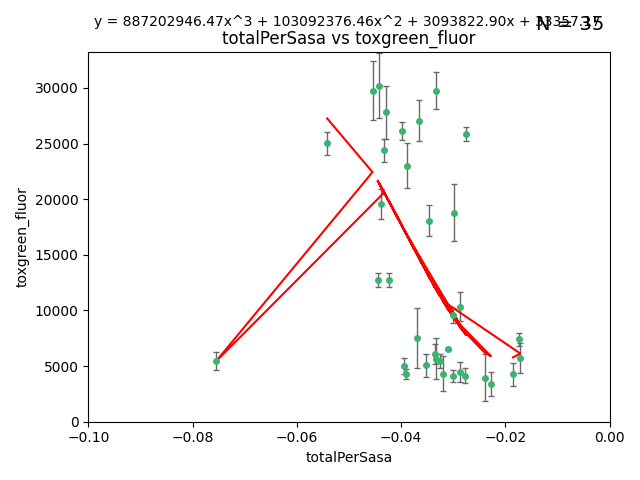 y = 887202946.47x^3 + 103092376.46x^2 + 3093822.90x + 33357.17
N = 35
totalPerSasa vs toxgreen_fluor
30000
25000
20000
15000
10000
5000
0
toxgreen_fluor
−0.10 −0.08 −0.06 −0.04 −0.02 0.00
totalPerSasa